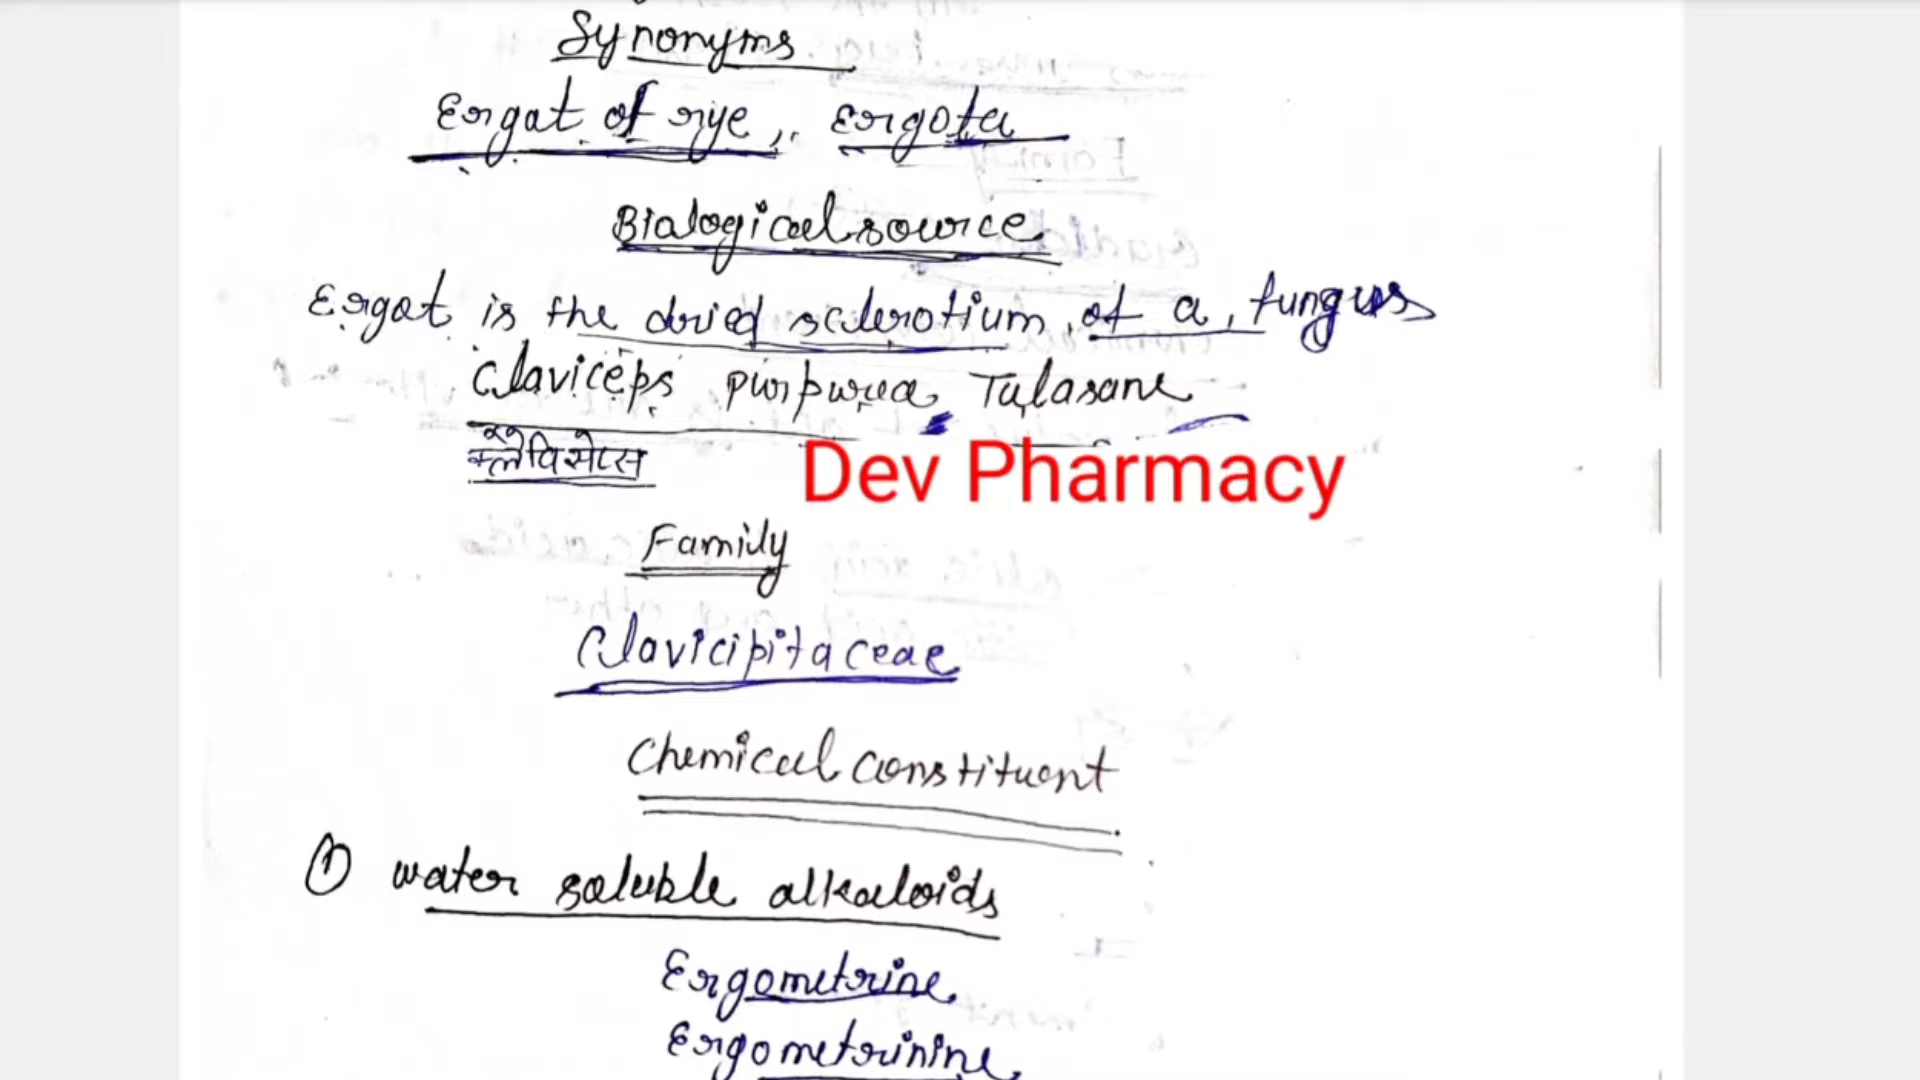 Synonyms
Ergot of rye, Ergota
Biological source
Ergot is the dried sclerotium of a fungus
Claviceps purpurea Tulasane
क्लैविसेप्स
Dev Pharmacy
Family
Clavicipitaceae
Chemical constituent
① water soluble alkaloids
Ergometrine
Ergometrinine